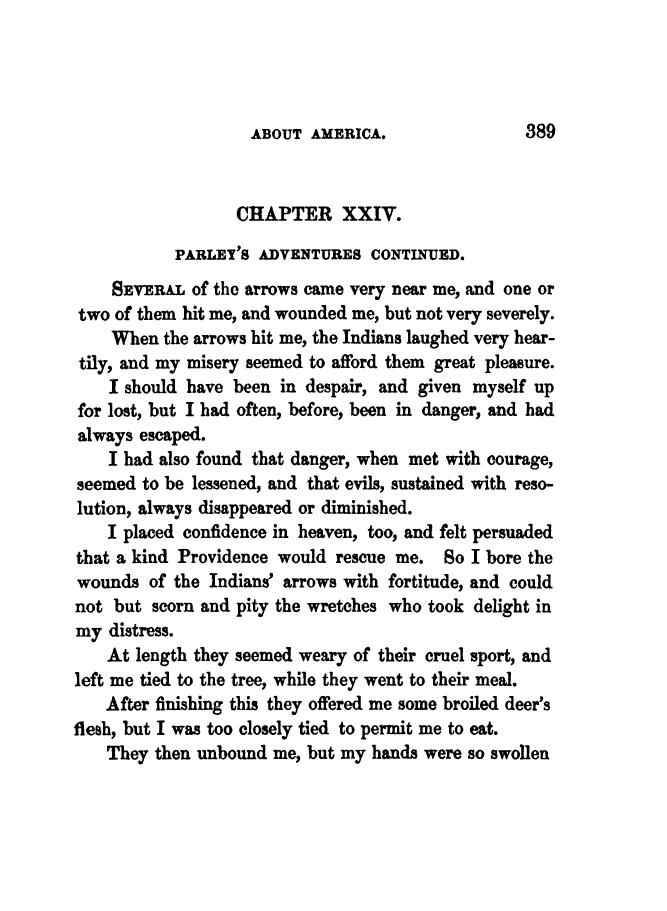 ABOUT AMERICA. 389
CHAPTER XXIV.
PARLEY'S ADVENTURES CONTINUED.
SEVERAL of the arrows came very near me, and one or
two of them hit me, and wounded me, but not very severely.
When the arrows hit me, the Indians laughed very hear-
tily, and my misery seemed to afford them great pleasure.
I should have been in despair, and given myself up
for lost, but I had often, before, been in danger, and had
always escaped.
I had also found that danger, when met with courage,
seemed to be lessened, and that evils, sustained with reso-
lution, always disappeared or diminished.
I placed confidence in heaven, too, and felt persuaded
that a kind Providence would rescue me. So I bore the
wounds of the Indians' arrows with fortitude, and could
not but scorn and pity the wretches who took delight in
my distress.
At length they seemed weary of their cruel sport, and
left me tied to the tree, while they went to their meal.
After finishing this they offered me some broiled deer's
flesh, but I was too closely tied to permit me to eat.
They then unbound me, but my hands were so swollen